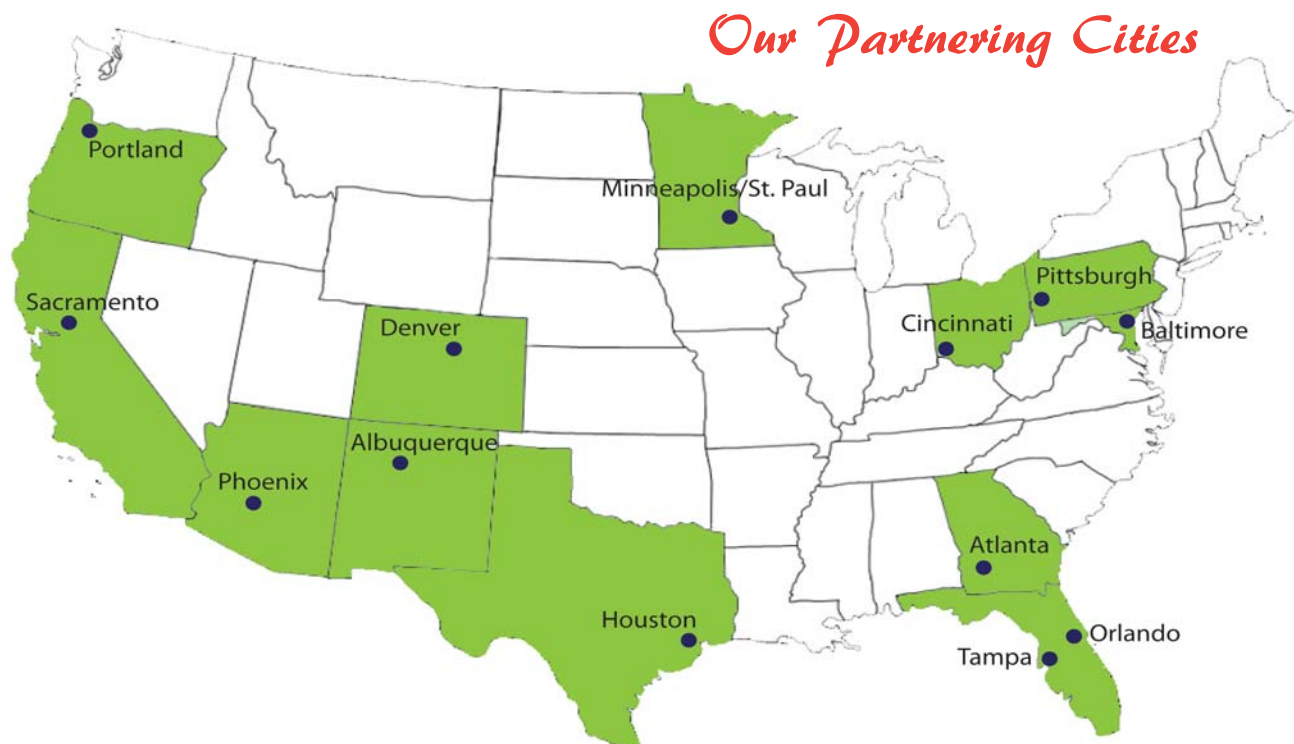 Our Partnering Cities
Portland
Minneapolis/St. Paul
Pittsburgh
Sacramento
Denver
Cincinnati
Baltimore
Albuquerque
Phoenix
Atlanta
Houston
Orlando
Tampa